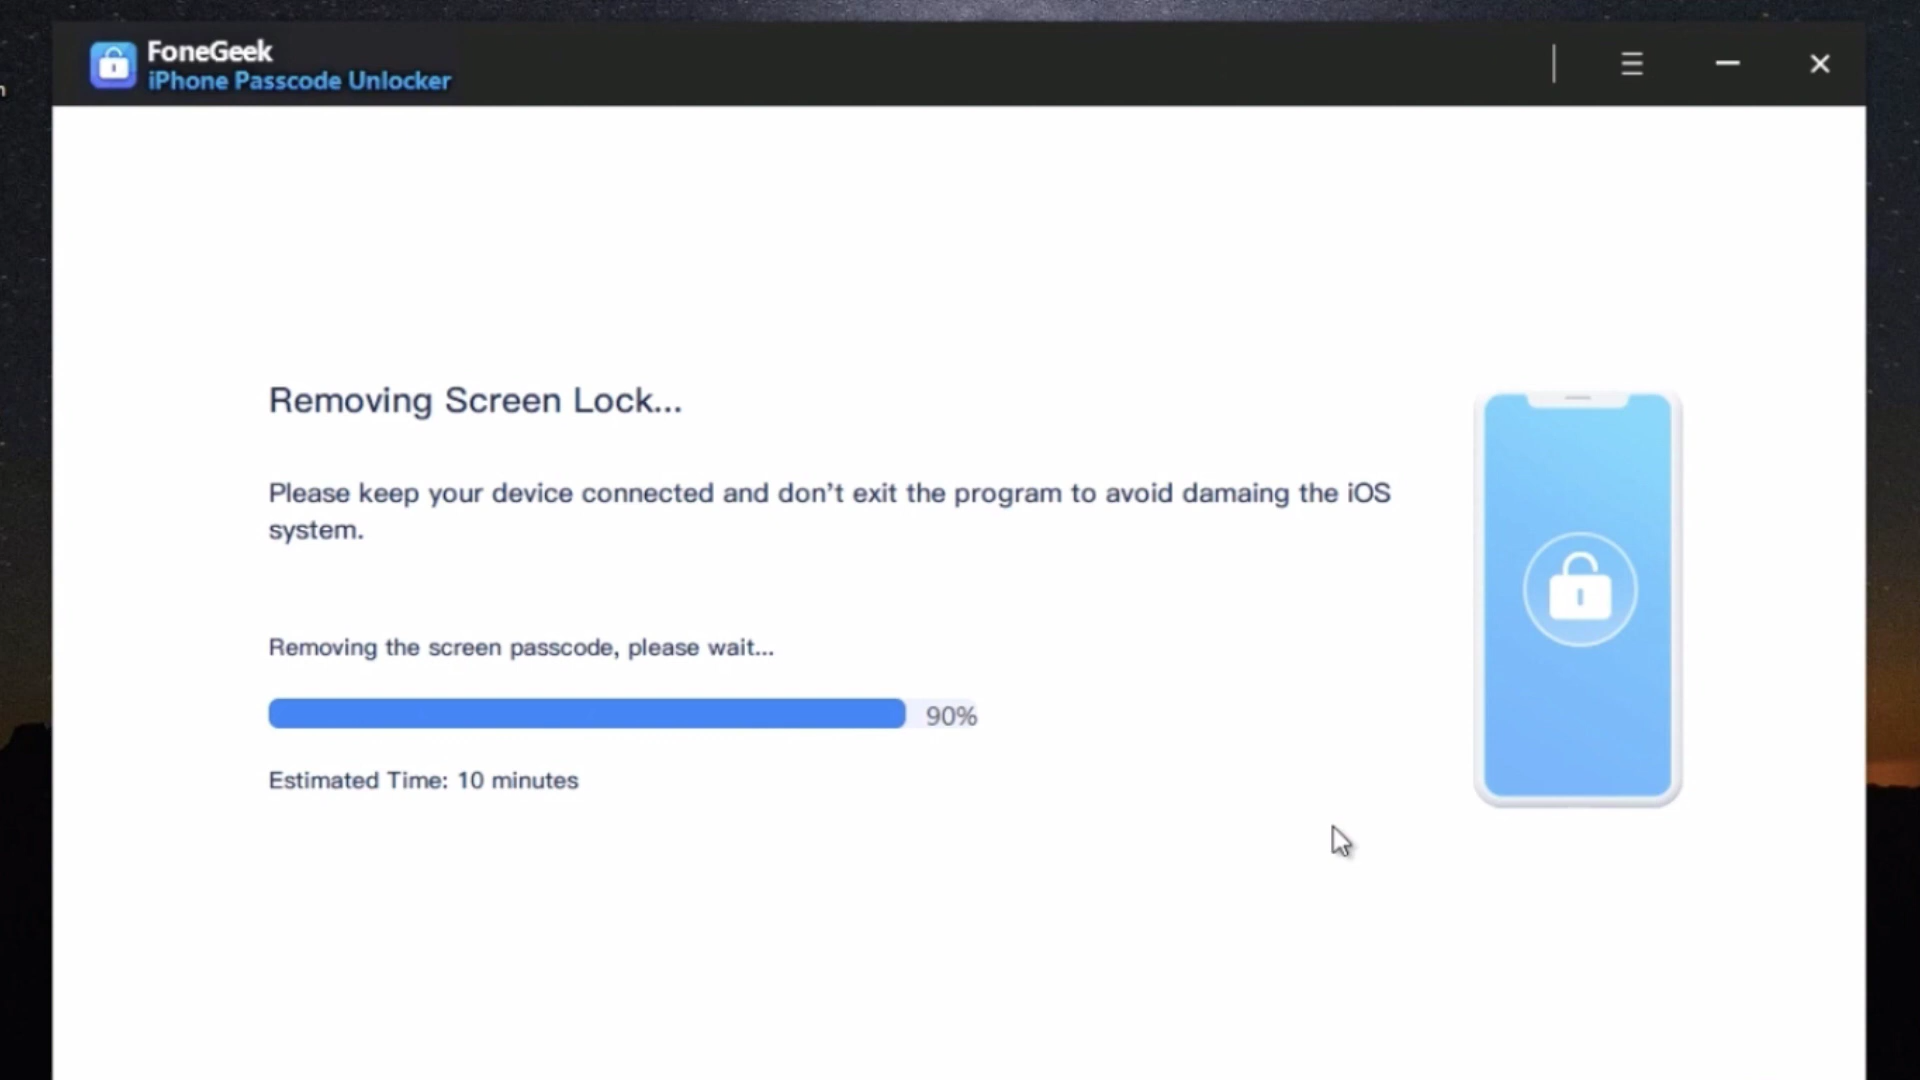 FoneGeek
iPhone Passcode Unlocker
Removing Screen Lock...
Please keep your device connected and don't exit the program to avoid damaing the iOS
system.
Removing the screen passcode, please wait...
90%
Estimated Time: 10 minutes